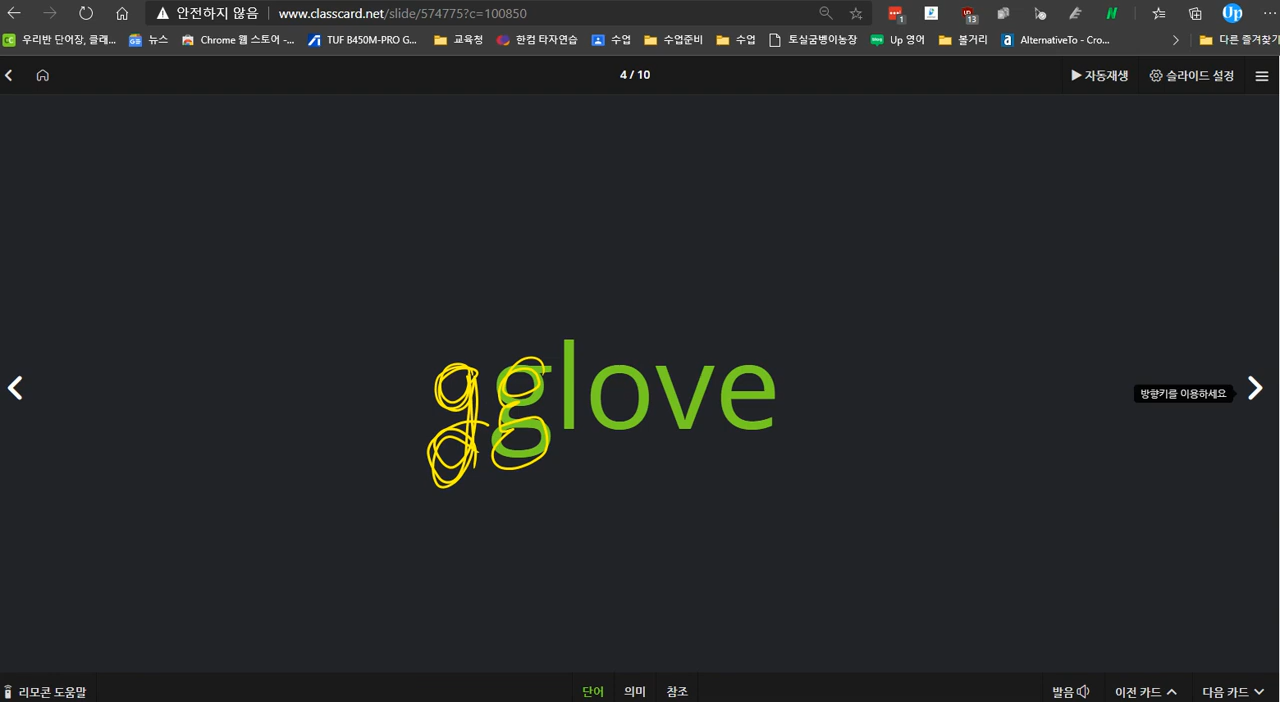 안전하지 않음 www.classcard.net/slide/574775?c=100850 1 13 Up
우리반 단어장, 클래... 뉴스 Chrome 웹 스토어 -... TUF B450M-PRO G... 교육청 한컴 타자연습 수업 수업준비 수업 토실굼벵이농장 Up 영어 볼거리 AlternativeTo - Cro... 다른 즐겨찾기
4 / 10 자동재생 슬라이드 설정
g glove
방향키를 이용하세요
리모콘 도움말 단어 의미 참조 발음 이전 카드 다음 카드